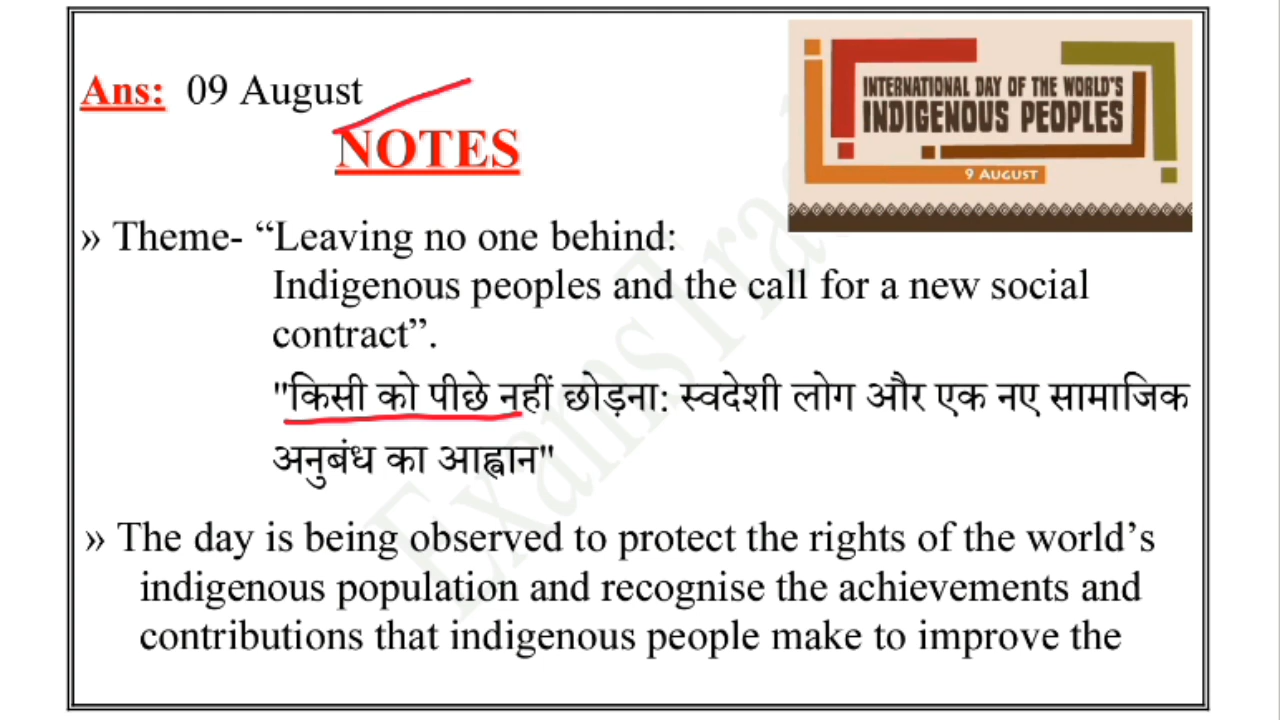 Ans: 09 August
NOTES
INTERNATIONAL DAY OF THE WORLD'S
INDIGENOUS PEOPLES
9 AUGUST
» Theme- “Leaving no one behind:
Indigenous peoples and the call for a new social
contract”.
"किसी को पीछे नहीं छोड़ना: स्वदेशी लोग और एक नए सामाजिक
अनुबंध का आह्वान"
» The day is being observed to protect the rights of the world’s
indigenous population and recognise the achievements and
contributions that indigenous people make to improve the